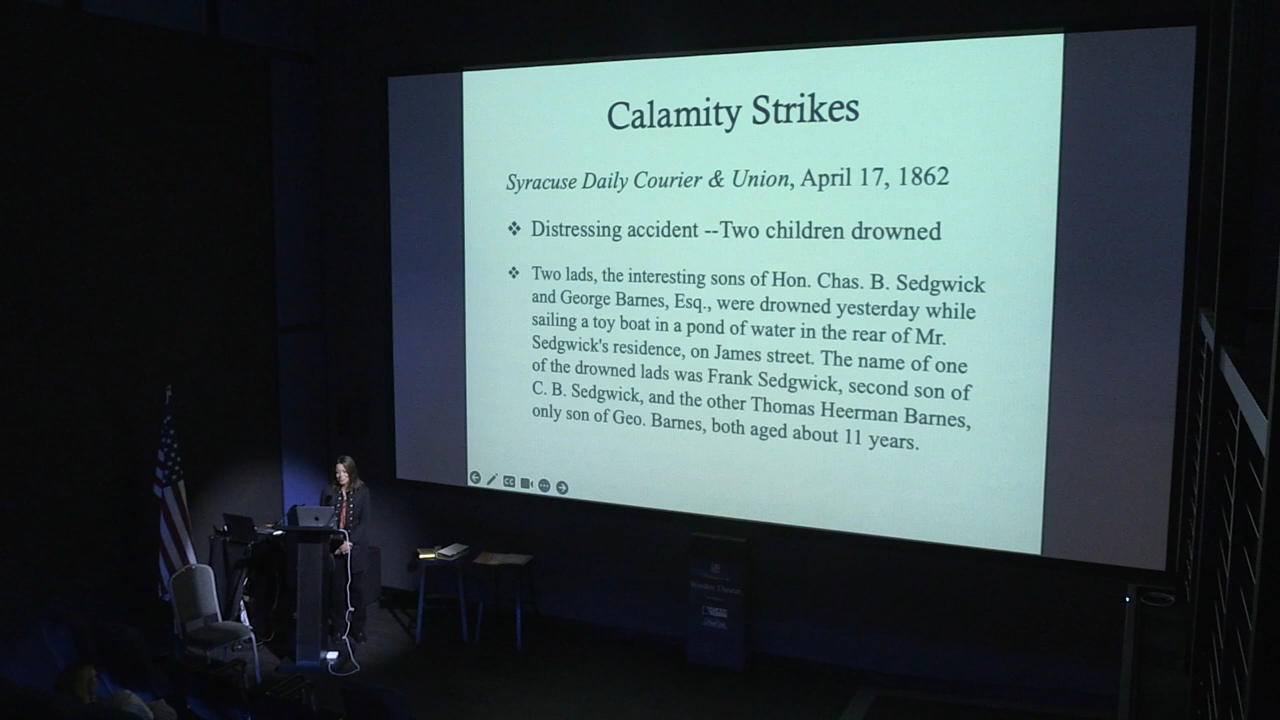 Calamity Strikes
Syracuse Daily Courier & Union, April 17, 1862
❖ Distressing accident --Two children drowned
❖ Two lads, the interesting sons of Hon. Chas. B. Sedgwick
and George Barnes, Esq., were drowned yesterday while
sailing a toy boat in a pond of water in the rear of Mr.
Sedgwick's residence, on James street. The name of one
of the drowned lads was Frank Sedgwick, second son of
C. B. Sedgwick, and the other Thomas Heerman Barnes,
only son of Geo. Barnes, both aged about 11 years.
CC